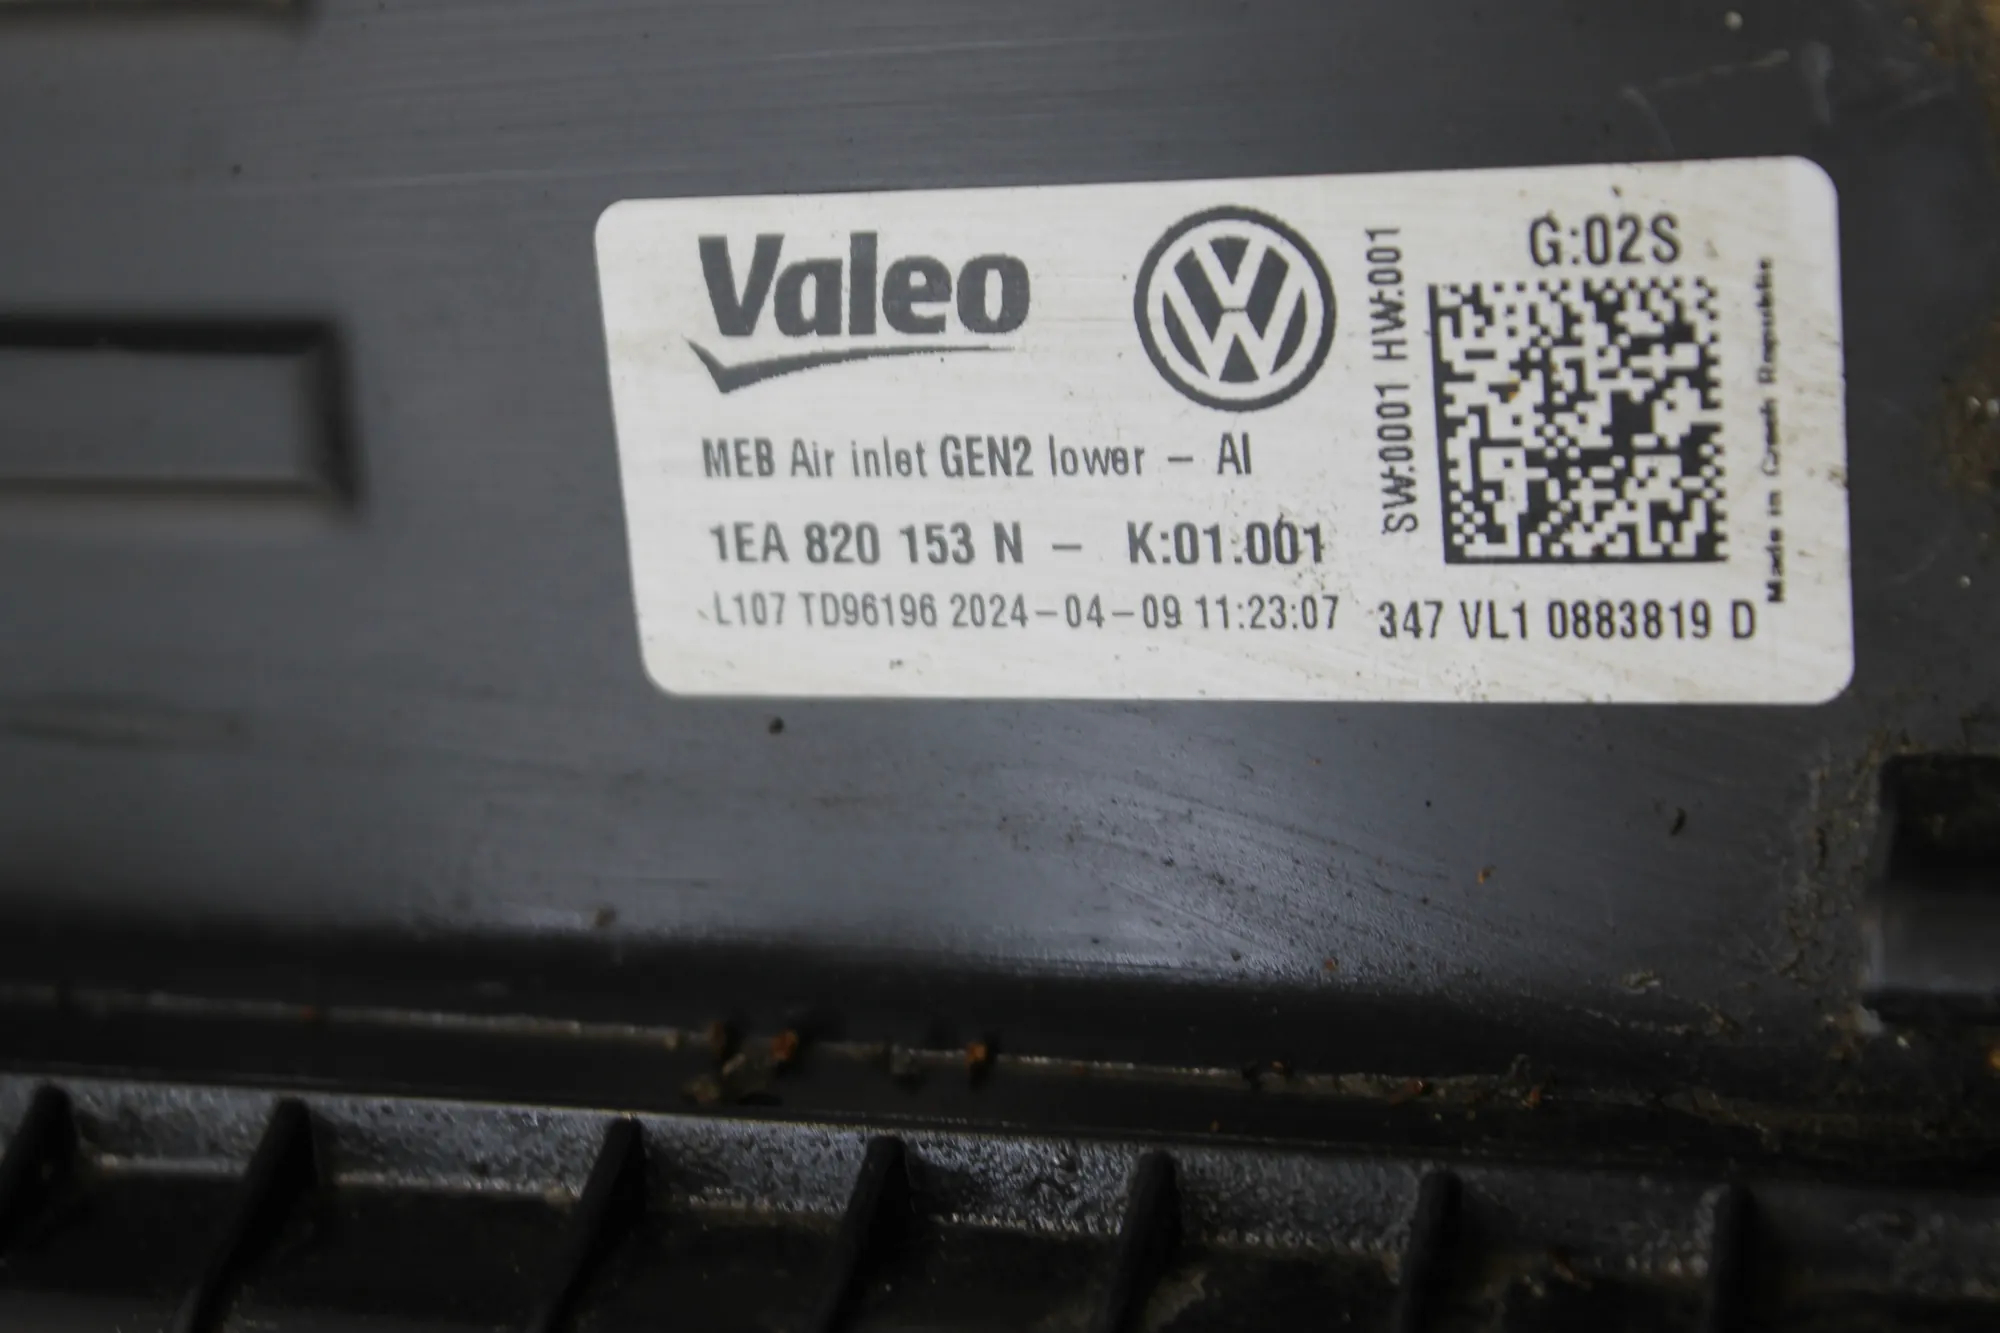 Valeo
MEB Air inlet GEN2 lower – AI
1EA 820 153 N – K:01.001
L107 TD96196 2024-04-09 11:23:07
SW:0001 HW:001
G:02S
347 VL1 0883819 D
Made in Czech Republic